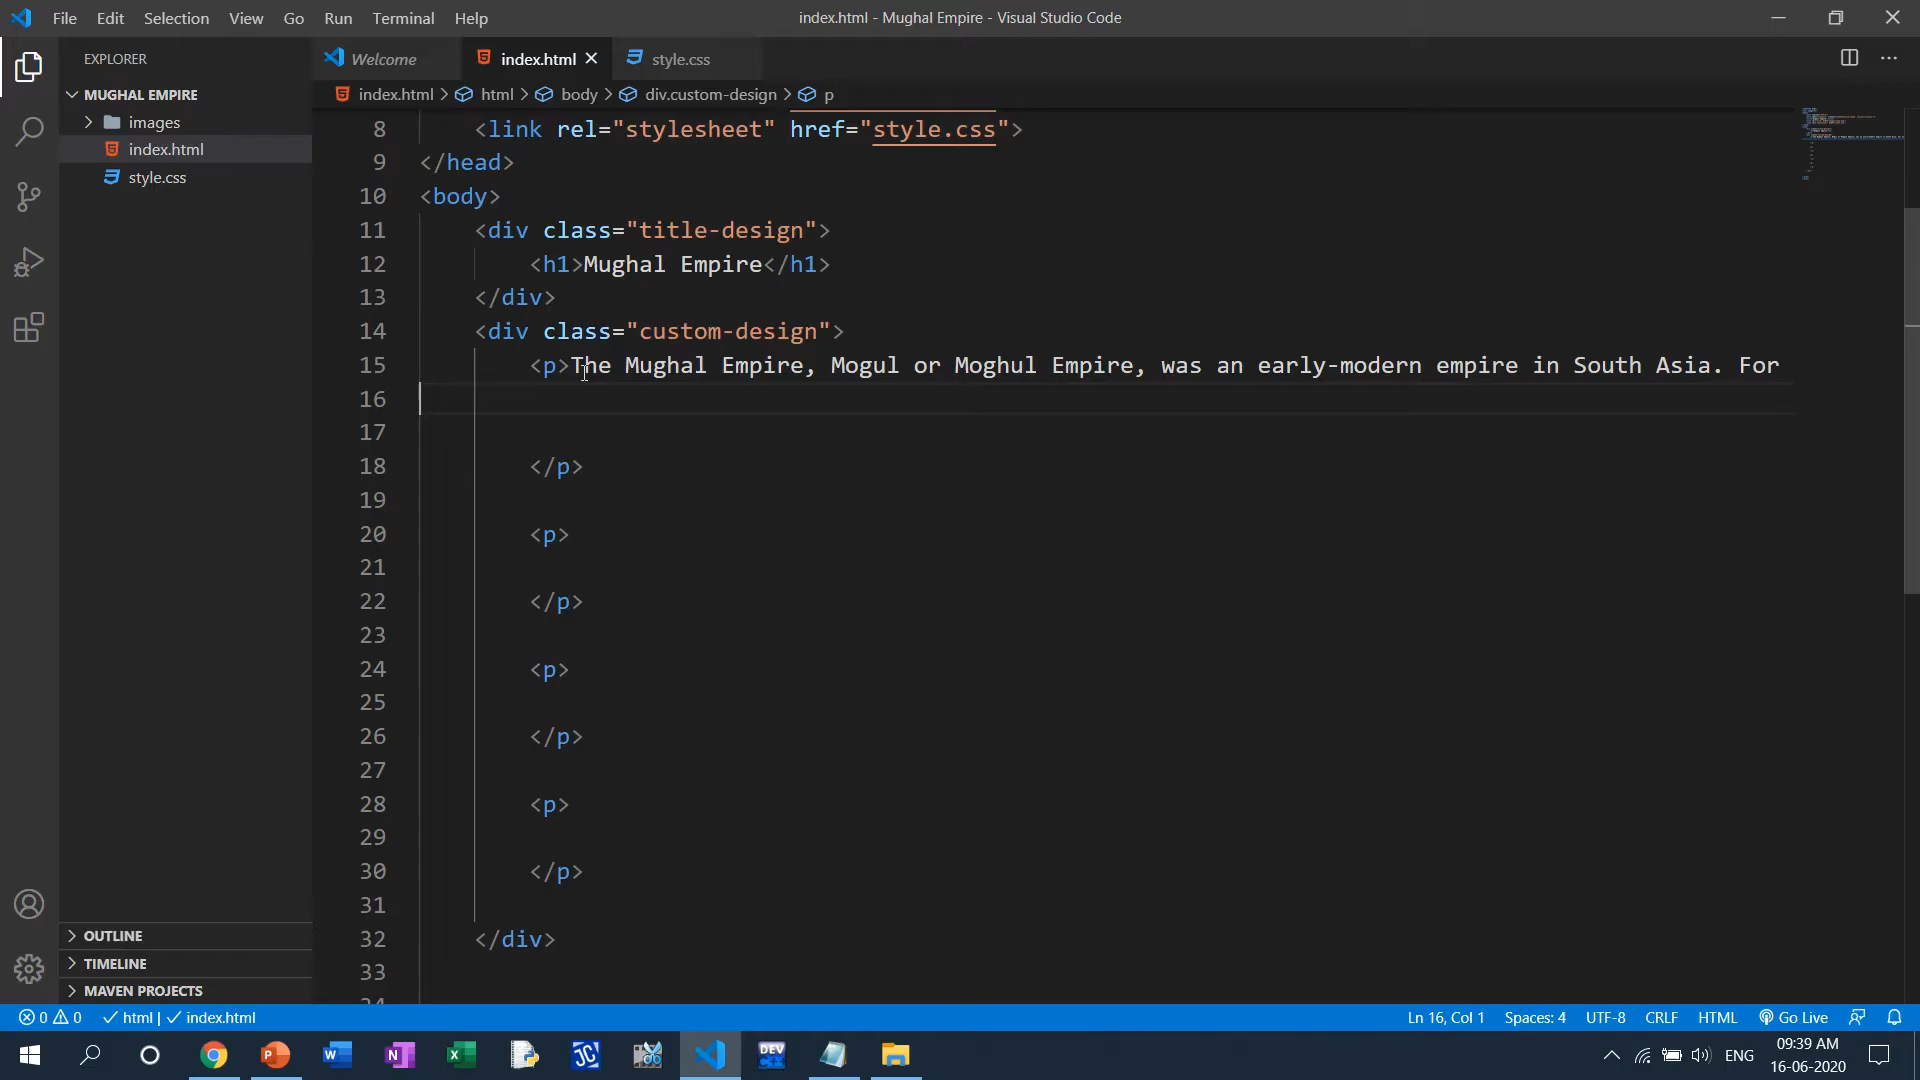 File Edit Selection View Go Run Terminal Help
index.html - Mughal Empire - Visual Studio Code
EXPLORER
MUGHAL EMPIRE
images
index.html
style.css
OUTLINE
TIMELINE
MAVEN PROJECTS
Welcome index.html style.css
index.html > html > body > div.custom-design > p
8 <link rel="stylesheet" href="style.css">
9 </head>
10 <body>
11 <div class="title-design">
12 <h1>Mughal Empire</h1>
13 </div>
14 <div class="custom-design">
15 <p>The Mughal Empire, Mogul or Moghul Empire, was an early-modern empire in South Asia. For
16
17
18 </p>
19
20 <p>
21
22 </p>
23
24 <p>
25
26 </p>
27
28 <p>
29
30 </p>
31
32 </div>
33
34
0 0 html | index.html Ln 16, Col 1 Spaces: 4 UTF-8 CRLF HTML Go Live
ENG
09:39 AM
16-06-2020